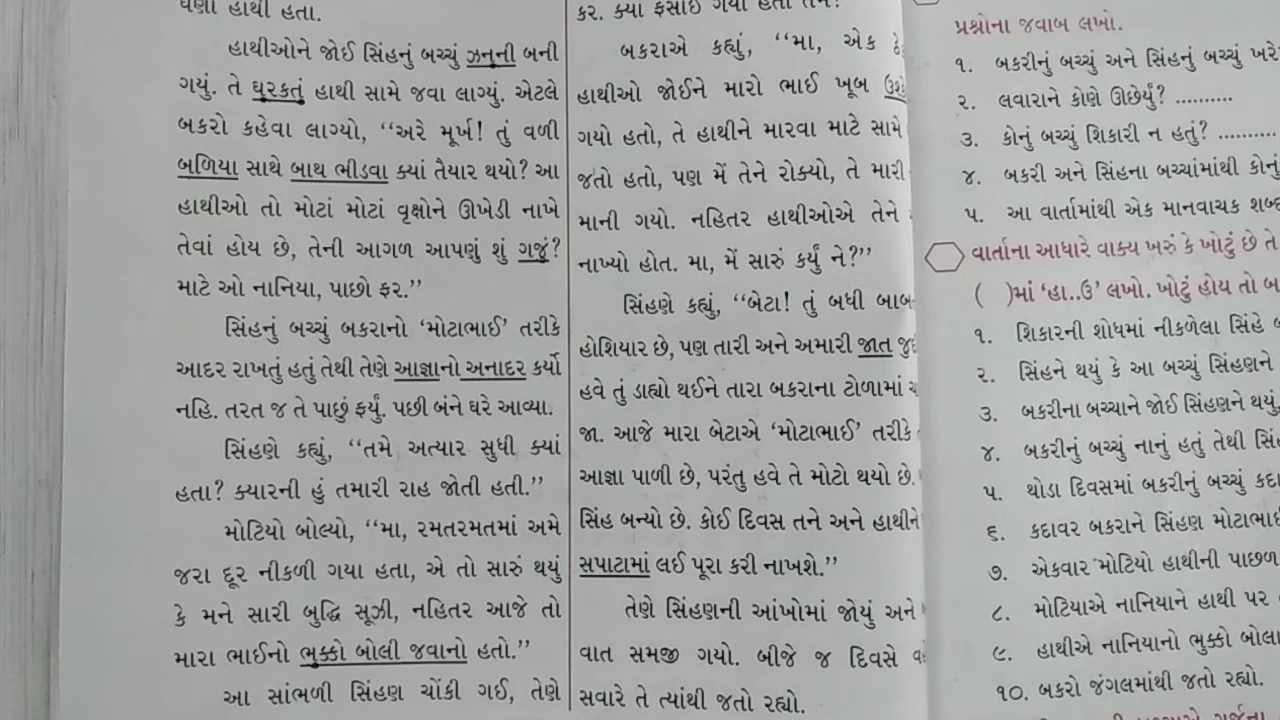 ઘણા હાથી હતા.
હાથીઓને જોઈ સિંહનું બચ્ચું ઝનૂની બની
ગયું. તે ઘૂરકતું હાથી સામે જવા લાગ્યું. એટલે
બકરો કહેવા લાગ્યો, “અરે મૂર્ખ! તું વળી
બળિયા સાથે બાથ ભીડવા ક્યાં તૈયાર થયો? આ
હાથીઓ તો મોટાં મોટાં વૃક્ષોને ઊખેડી નાખે
તેવાં હોય છે, તેની આગળ આપણું શું ગજું?
માટે ઓ નાનિયા, પાછો ફર.”
સિંહનું બચ્ચું બકરાનો ‘મોટાભાઈ’ તરીકે
આદર રાખતું હતું તેથી તેણે આજ્ઞાનો અનાદર કર્યો
નહિ. તરત જ તે પાછું ફર્યું. પછી બંને ઘરે આવ્યા.
સિંહણે કહ્યું, “તમે અત્યાર સુધી ક્યાં
હતા? ક્યારની હું તમારી રાહ જોતી હતી.”
મોટિયો બોલ્યો, “મા, રમતરમતમાં અમે
જરા દૂર નીકળી ગયા હતા, એ તો સારું થયું
કે મને સારી બુદ્ધિ સૂઝી, નહિતર આજે તો
મારા ભાઈનો ભુક્કો બોલી જવાનો હતો.”
આ સાંભળી સિંહણ ચોંકી ગઈ, તેણે
કર. ક્યાં ફસાઈ ગયા હતા તમે?
બકરાએ કહ્યું, “મા, એક
હાથીઓ જોઈને મારો ભાઈ ખૂબ
ગયો હતો, તે હાથીને મારવા માટે સામે
જતો હતો, પણ મેં તેને રોક્યો, તે મારી
માની ગયો. નહિતર હાથીઓએ તેને
નાખ્યો હોત. મા, મેં સારું કર્યું ને?”
સિંહણે કહ્યું, “બેટા! તું બધી
હોશિયાર છે, પણ તારી અને અમારી જાત
હવે તું ડાહ્યો થઈને તારા બકરાના ટોળામાં
જા. આજે મારા બેટાએ ‘મોટાભાઈ’ તરીકે
આજ્ઞા પાળી છે, પરંતુ હવે તે મોટો થયો છે.
સિંહ બન્યો છે. કોઈ દિવસ તને અને હાથીને
સપાટામાં લઈ પૂરા કરી નાખશે.”
તેણે સિંહણની આંખોમાં જોયું અને
વાત સમજી ગયો. બીજે જ દિવસે
સવારે તે ત્યાંથી જતો રહ્યો.
પ્રશ્નોના જવાબ લખો.
૧. બકરીનું બચ્ચું અને સિંહનું બચ્ચું
૨. લવારાને કોણે ઊછેર્યું? ..........
૩. કોનું બચ્ચું શિકારી ન હતું? ..........
૪. બકરી અને સિંહના બચ્ચાંમાંથી કોનું
૫. આ વાર્તામાંથી એક માનવાચક
વાર્તાના આધારે વાક્ય ખરું કે ખોટું છે તે
( )માં ‘હા..ઉ’ લખો. ખોટું હોય તો
૧. શિકારની શોધમાં નીકળેલા સિંહે
૨. સિંહને થયું કે આ બચ્ચું સિંહણને
૩. બકરીના બચ્ચાને જોઈ સિંહણને થયું,
૪. બકરીનું બચ્ચું નાનું હતું તેથી
૫. થોડા દિવસમાં બકરીનું બચ્ચું
૬. કદાવર બકરાને સિંહણ
૭. એકવાર મોટિયો હાથીની પાછળ
૮. મોટિયાએ નાનિયાને હાથી પર
૯. હાથીએ નાનિયાનો ભુક્કો
૧૦. બકરો જંગલમાંથી જતો રહ્યો.